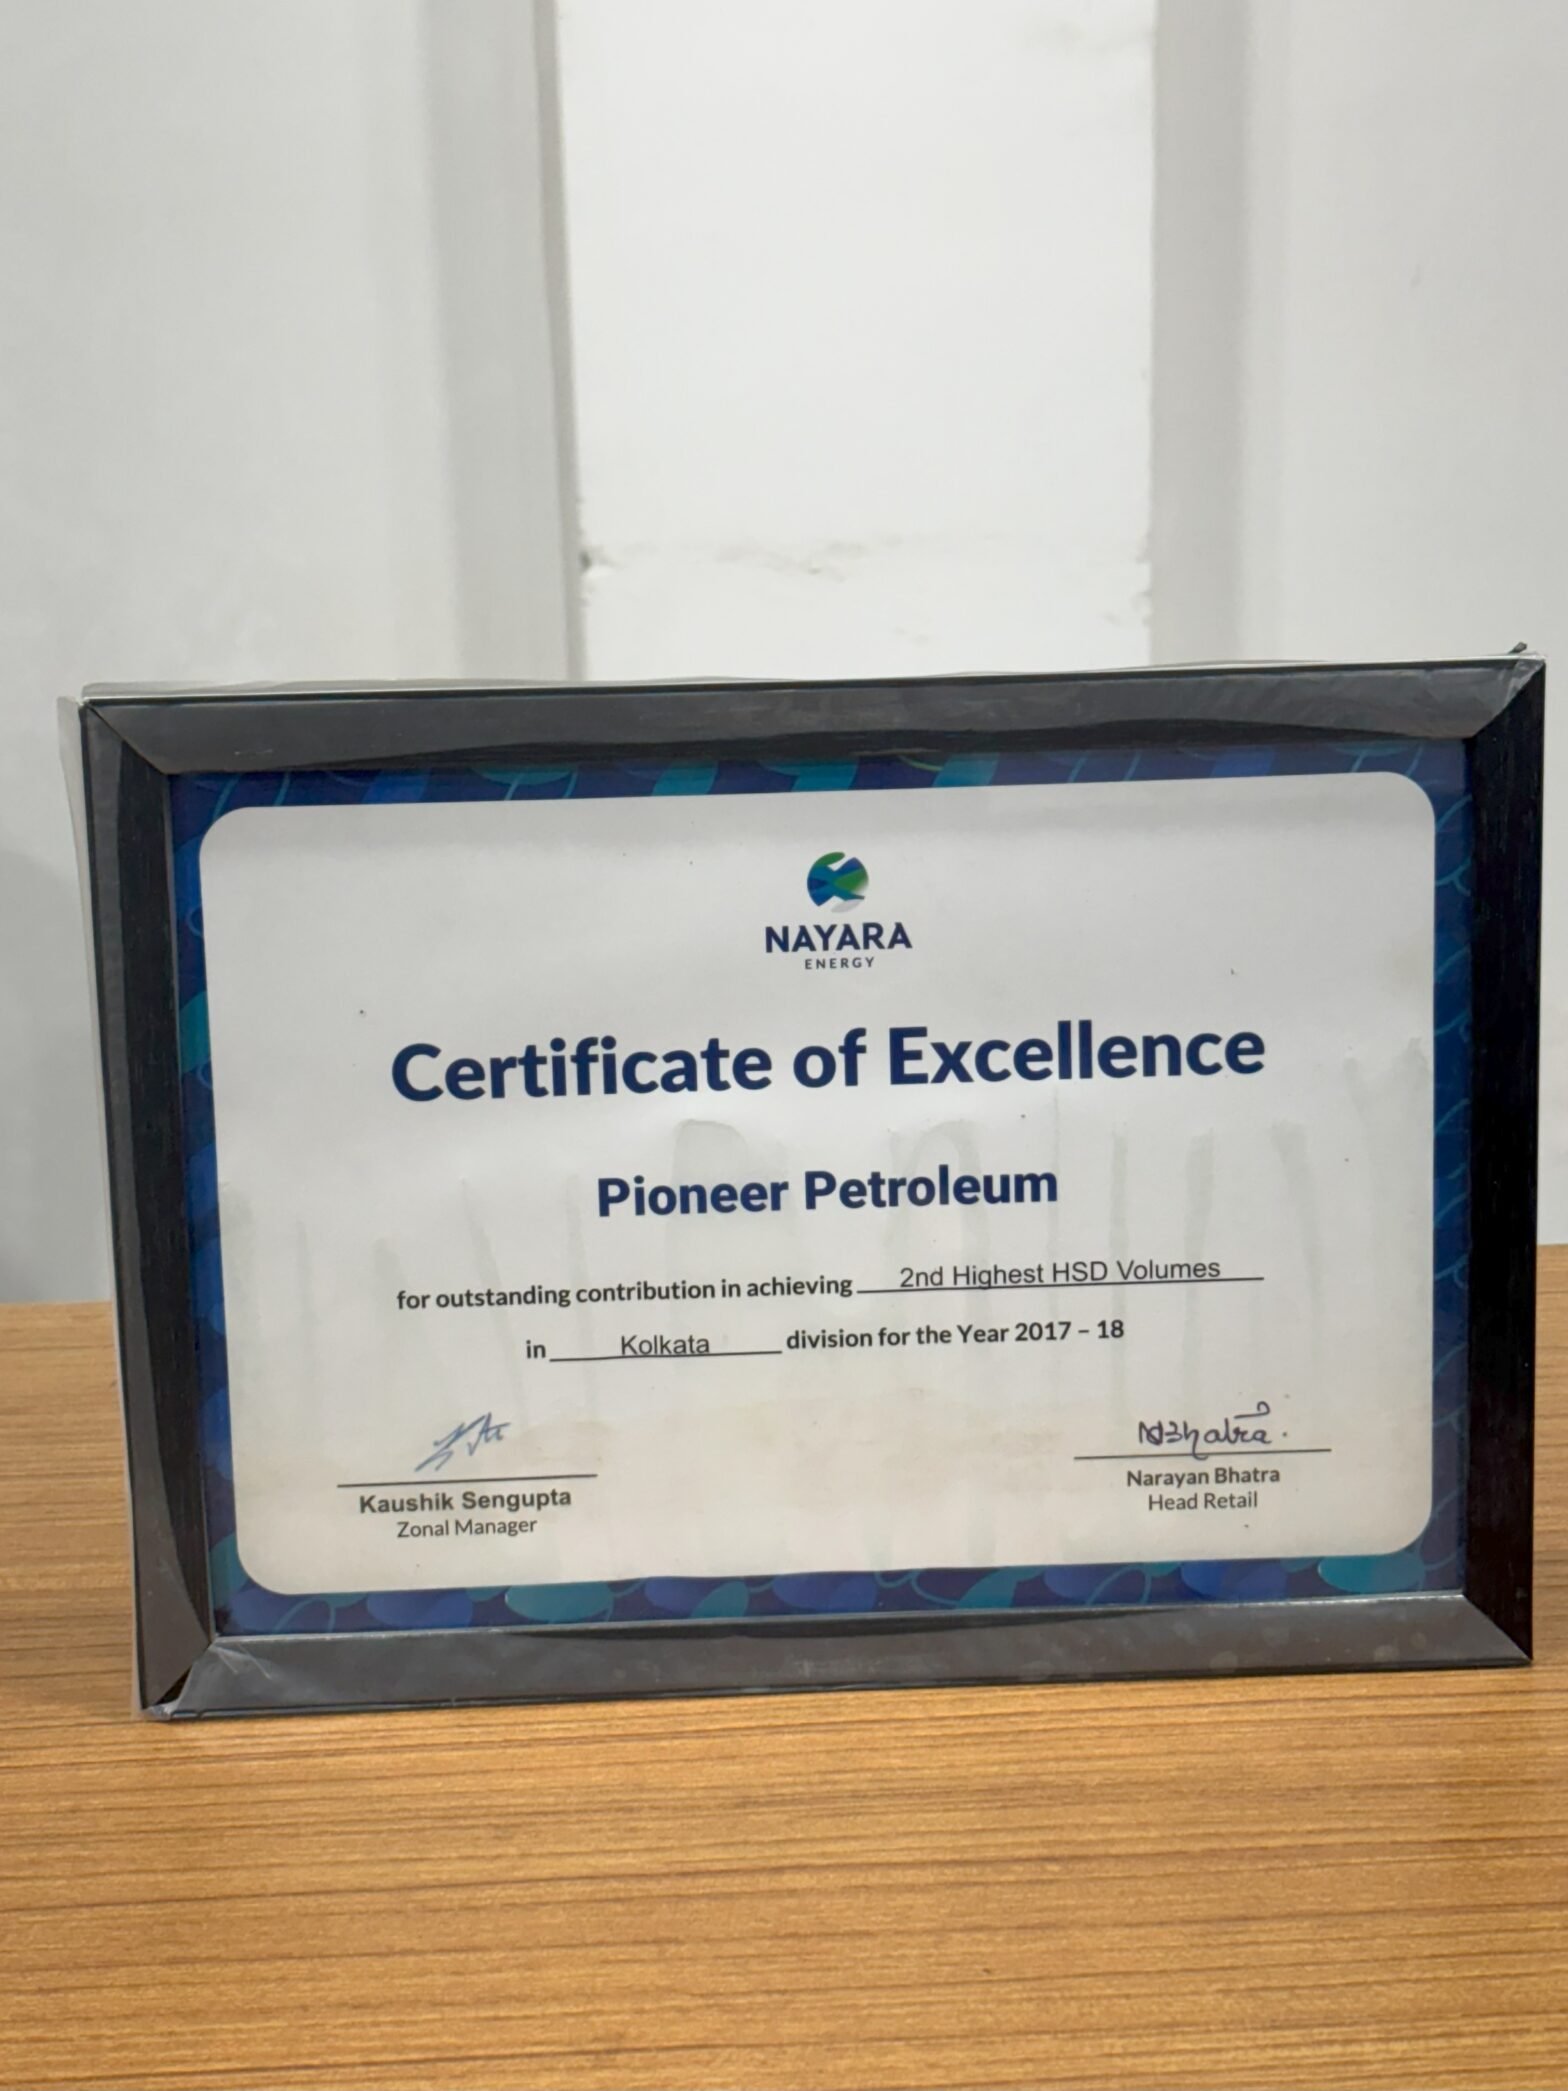 NAYARA
ENERGY
Certificate of Excellence
Pioneer Petroleum
for outstanding contribution in achieving 2nd Highest HSD Volumes
in Kolkata division for the Year 2017 – 18
NBhatra.
Kaushik Sengupta
Zonal Manager
Narayan Bhatra
Head Retail